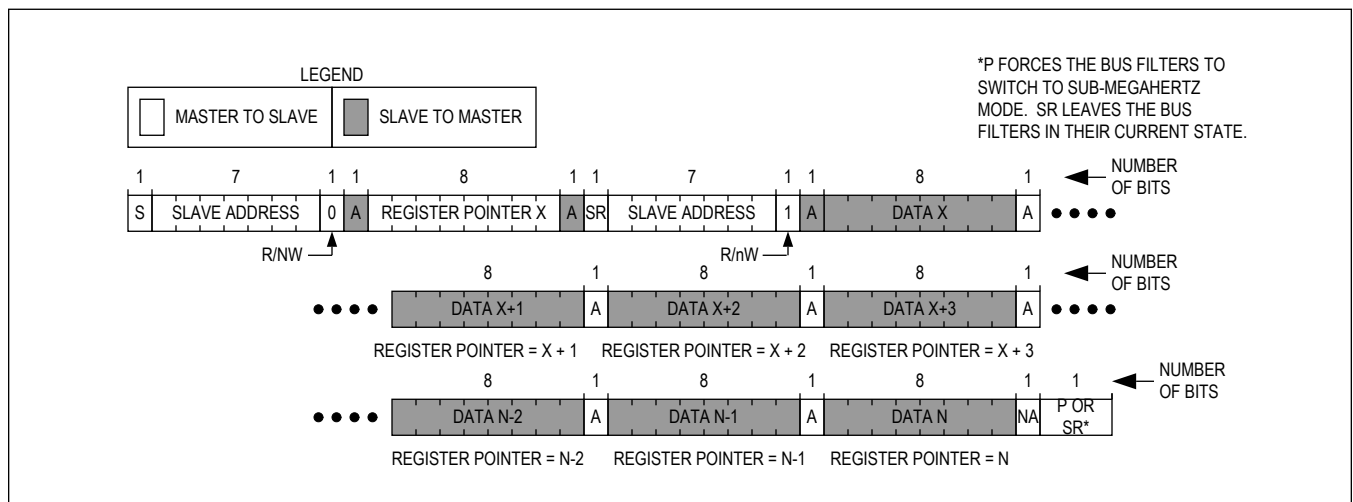 LEGEND
MASTER TO SLAVE SLAVE TO MASTER
*P FORCES THE BUS FILTERS TO
SWITCH TO SUB-MEGAHERTZ
MODE. SR LEAVES THE BUS
FILTERS IN THEIR CURRENT STATE.
1 7 1 1 8 1 1 7 1 1 8 1 NUMBER
OF BITS
S SLAVE ADDRESS 0 A REGISTER POINTER X A SR SLAVE ADDRESS 1 A DATA X A
R/NW R/nW
8 1 8 1 8 1 NUMBER
OF BITS
DATA X+1 A DATA X+2 A DATA X+3 A
REGISTER POINTER = X + 1 REGISTER POINTER = X + 2 REGISTER POINTER = X + 3
8 1 8 1 8 1 1 NUMBER
OF BITS
DATA N-2 A DATA N-1 A DATA N NA P OR
SR*
REGISTER POINTER = N-2 REGISTER POINTER = N-1 REGISTER POINTER = N